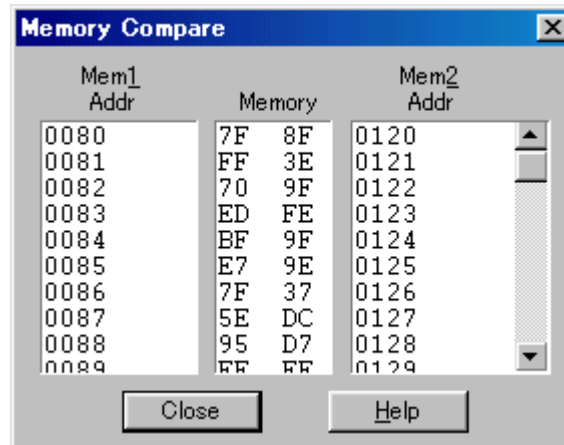 Memory Compare
Mem1 Mem2
Addr Memory Addr
0080 7F 8F 0120
0081 FF 3E 0121
0082 70 9F 0122
0083 ED FE 0123
0084 BF 9F 0124
0085 E7 9E 0125
0086 7F 37 0126
0087 5E DC 0127
0088 95 D7 0128
0089 FF FF 0129
Close Help